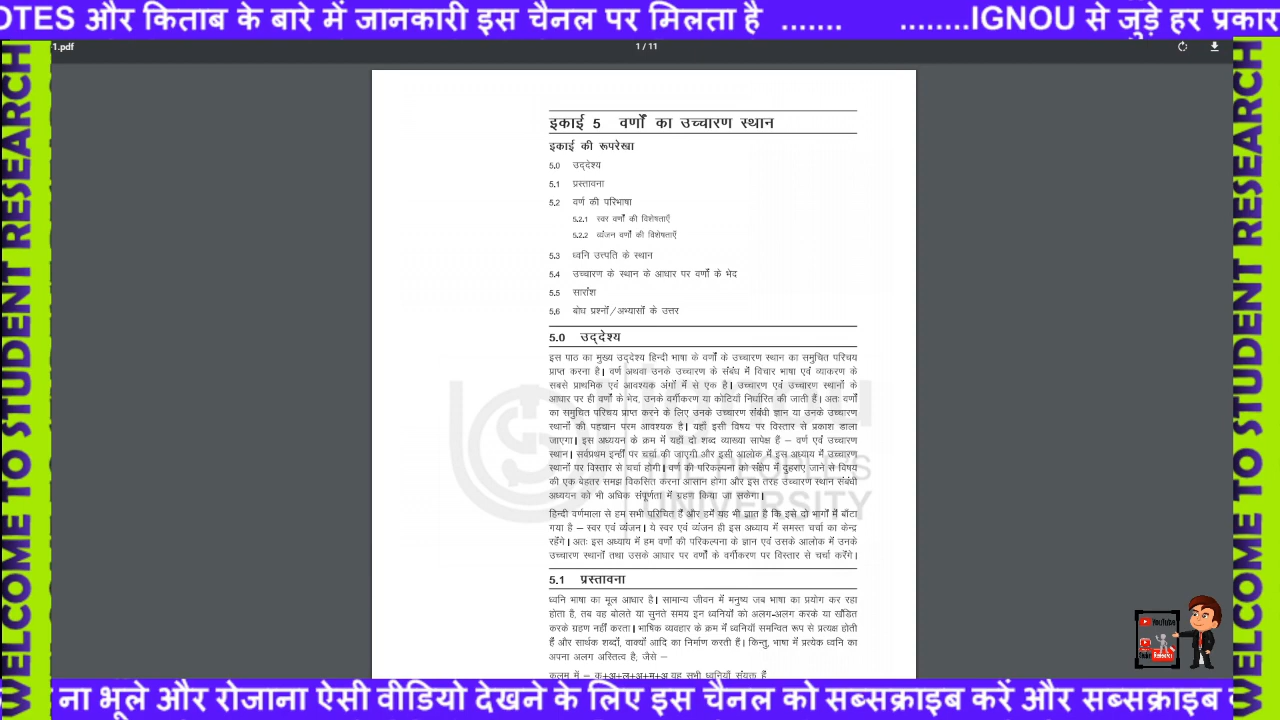 OTES और किताब के बारे में जानकारी इस चैनल पर मिलता है ....... ........IGNOU से जुड़े हर प्रकार
1.pdf
1 / 11
WELCOME TO STUDENT RESEARCH
WELCOME TO STUDENT RESEARCH
इकाई 5 वर्णों का उच्चारण स्थान
इकाई की रूपरेखा
5.0 उद्देश्य
5.1 प्रस्तावना
5.2 वर्ण की परिभाषा
5.2.1 स्वर वर्णों की विशेषताएँ
5.2.2 व्यंजन वर्णों की विशेषताएँ
5.3 ध्वनि उत्त्पति के स्थान
5.4 उच्चारण के स्थान के आधार पर वर्णों के भेद
5.5 सारांश
5.6 बोध प्रश्नों/अभ्यासों के उत्तर
5.0 उद्देश्य
इस पाठ का मुख्य उद्देश्य हिन्दी भाषा के वर्णों के उच्चारण स्थान का समुचित परिचय
प्राप्त करना है। वर्ण अथवा उनके उच्चारण के संबंध में विचार भाषा एवं व्याकरण के
सबसे प्राथमिक एवं आवश्यक अंगों में से एक है। उच्चारण एवं उच्चारण स्थानों के
आधार पर ही वर्णों के भेद, उनके वर्गीकरण या कोटियाँ निर्धारित की जाती हैं। अतः वर्णों
का समुचित परिचय प्राप्त करने के लिए उनके उच्चारण संबंधी ज्ञान या उनके उच्चारण
स्थानों की पहचान परम आवश्यक है। यहाँ इसी विषय पर विस्तार से प्रकाश डाला
जाएगा। इस अध्ययन के क्रम में यहाँ दो शब्द व्याख्या सापेक्ष हैं – वर्ण एवं उच्चारण
स्थान। सर्वप्रथम इन्हीं पर चर्चा की जाएगी और इसी आलोक में इस अध्याय में उच्चारण
स्थानों पर विस्तार से चर्चा होगी। वर्ण की परिकल्पना को संक्षेप में दुहराए जाने से विषय
की एक बेहतर समझ विकसित करना आसान होगा और इस तरह उच्चारण स्थान संबंधी
अध्ययन को भी अधिक संपूर्णता में ग्रहण किया जा सकेगा।
हिन्दी वर्णमाला से हम सभी परिचित हैं और हमें यह भी ज्ञात है कि इसे दो भागों में बाँटा
गया है – स्वर एवं व्यंजन। ये स्वर एवं व्यंजन ही इस अध्याय में समस्त चर्चा का केन्द्र
रहेंगे। अतः इस अध्याय में हम वर्णों की परिकल्पना के ज्ञान एवं उसके आलोक में उनके
उच्चारण स्थानों तथा उसके आधार पर वर्णों के वर्गीकरण पर विस्तार से चर्चा करेंगे।
5.1 प्रस्तावना
ध्वनि भाषा का मूल आधार है। सामान्य जीवन में मनुष्य जब भाषा का प्रयोग कर रहा
होता है, तब वह बोलते या सुनते समय इन ध्वनियों को अलग-अलग करके या खंडित
करके ग्रहण नहीं करता। भाषिक व्यवहार के क्रम में ध्वनियाँ समन्वित रूप से प्रत्यक्ष होती
हैं और सार्थक शब्दों, वाक्यों आदि का निर्माण करती हैं। किन्तु, भाषा में प्रत्येक ध्वनि का
अपना अलग अस्तित्व है, जैसे –
कलम में – क्+अ+ल्+अ+म्+अ यह सभी ध्वनियाँ संयुक्त हैं
UNIVERSITY
YouTube
ना भूले और रोजाना ऐसी वीडियो देखने के लिए इस चैनल को सब्सक्राइब करें और सब्सक्राइब